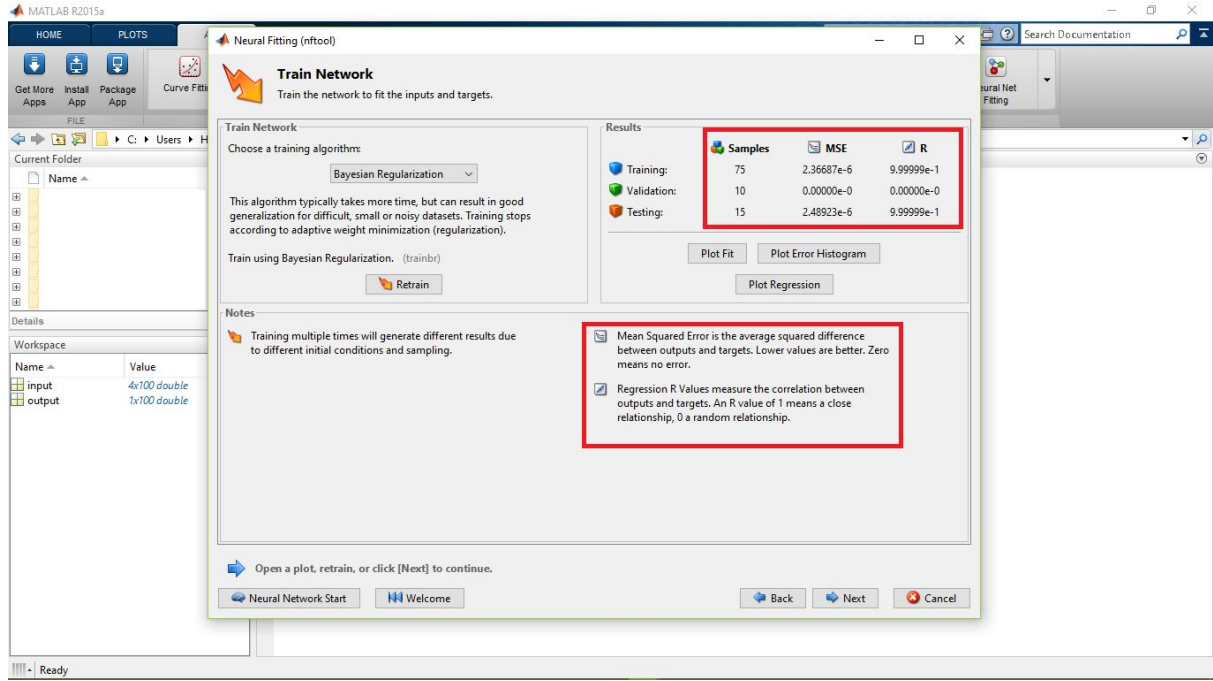 MATLAB R2015a
HOME PLOTS
Search Documentation
Get More Apps
Install App
Package App
FILE
Curve Fitti
eural Net Fitting
C: Users H
Current Folder
Name
Details
Workspace
Name Value
input 4x100 double
output 1x100 double
Ready
Neural Fitting (nftool)
Train Network
Train the network to fit the inputs and targets.
Train Network
Choose a training algorithm:
Bayesian Regularization
This algorithm typically takes more time, but can result in good
generalization for difficult, small or noisy datasets. Training stops
according to adaptive weight minimization (regularization).
Train using Bayesian Regularization. (trainbr)
Retrain
Results
Samples MSE R
Training: 75 2.36687e-6 9.99999e-1
Validation: 10 0.00000e-0 0.00000e-0
Testing: 15 2.48923e-6 9.99999e-1
Plot Fit Plot Error Histogram
Plot Regression
Notes
Training multiple times will generate different results due
to different initial conditions and sampling.
Mean Squared Error is the average squared difference
between outputs and targets. Lower values are better. Zero
means no error.
Regression R Values measure the correlation between
outputs and targets. An R value of 1 means a close
relationship, 0 a random relationship.
Open a plot, retrain, or click [Next] to continue.
Neural Network Start Welcome Back Next Cancel